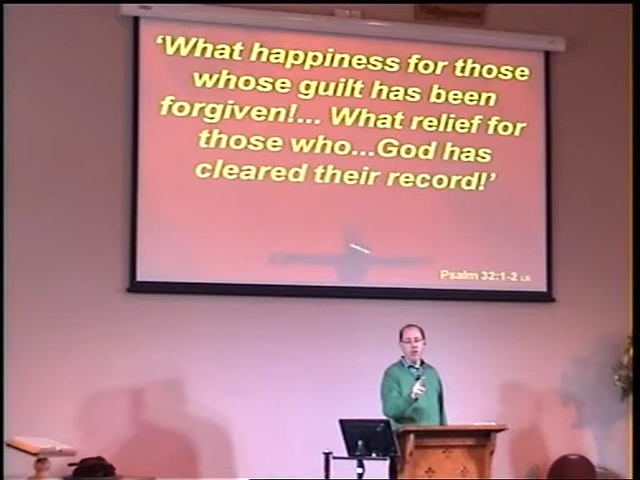 ‘What happiness for those
whose guilt has been
forgiven!... What relief for
those who...God has
cleared their record!’
Psalm 32:1-2 LB